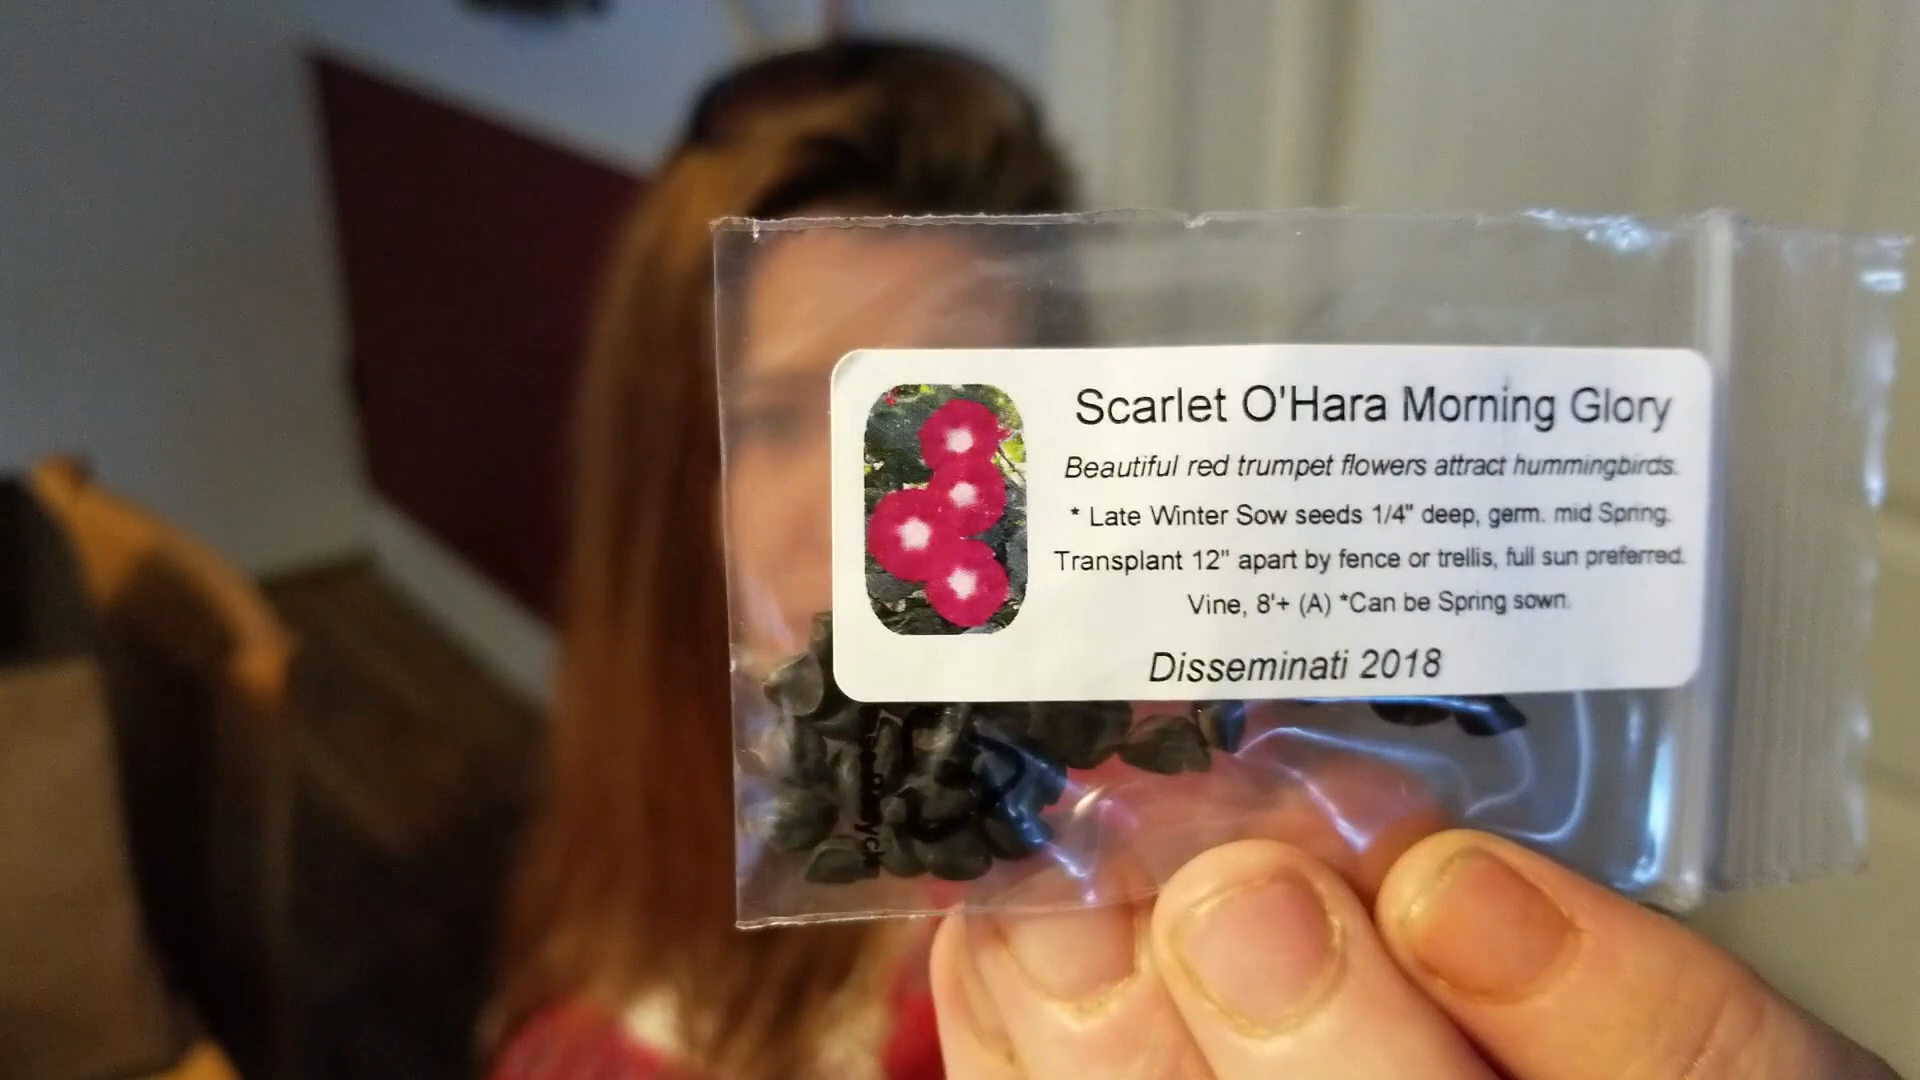 Scarlet O'Hara Morning Glory
Beautiful red trumpet flowers attract hummingbirds.
* Late Winter Sow seeds 1/4" deep, germ. mid Spring.
Transplant 12" apart by fence or trellis, full sun preferred.
Vine, 8'+ (A) *Can be Spring sown.
Disseminati 2018